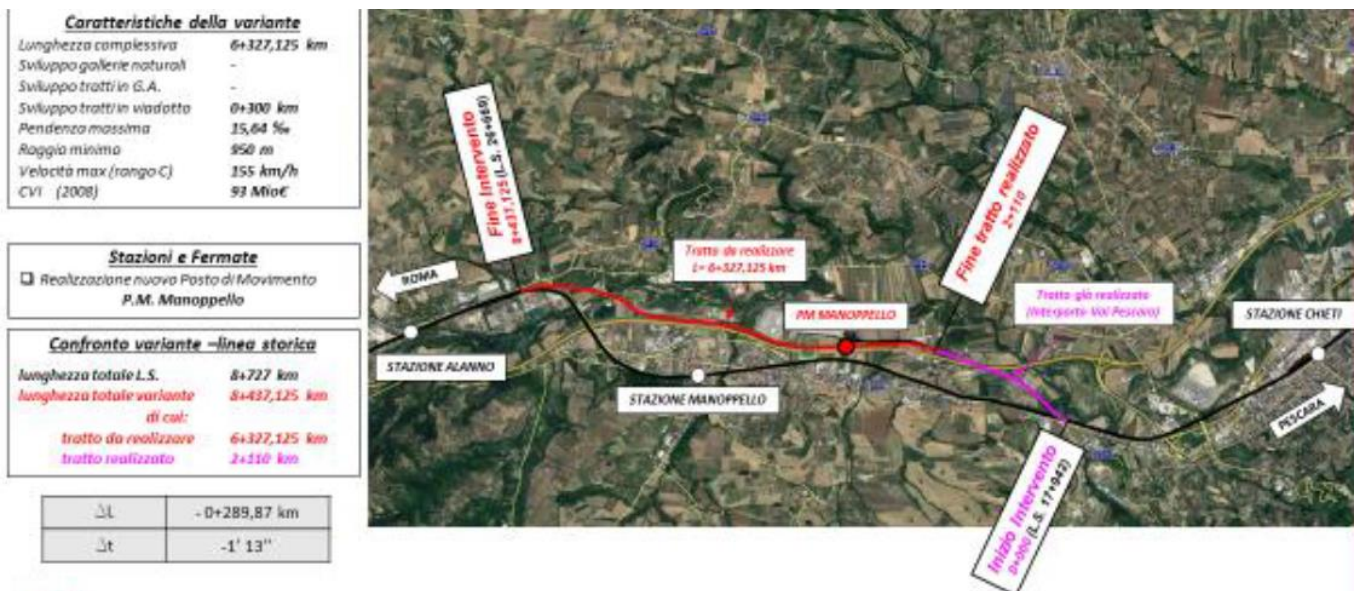 Caratteristiche della variante
Lunghezza complessiva 6+327,125 km
Sviluppo gallerie naturali -
Sviluppo tratti in G.A. -
Sviluppo tratti in viadotto 0+300 km
Pendenza massima 15,64 ‰
Raggio minimo 950 m
Velocità max (rango C) 155 km/h
CVI (2008) 93 Mio€
Stazioni e Fermate
❑ Realizzazione nuovo Posto di Movimento
P.M. Manoppello
Confronto variante –linea storica
lunghezza totale L.S. 8+727 km
lunghezza totale variante 8+437,125 km
di cui:
tratto da realizzare 6+327,125 km
tratto realizzato 2+110 km
ΔL - 0+289,87 km
Δt -1' 13"
Fine Intervento
8+437,125 (L.S. 26+669)
ROMA
STAZIONE ALANNO
Tratto da realizzare
L= 6+327,125 km
STAZIONE MANOPPELLO
PM MANOPPELLO
Fine tratto realizzato
2+110
Tratto già realizzato
(Interporto Val Pescara)
STAZIONE CHIETI
PESCARA
Inizio Intervento
0+000 (L.S. 17+942)